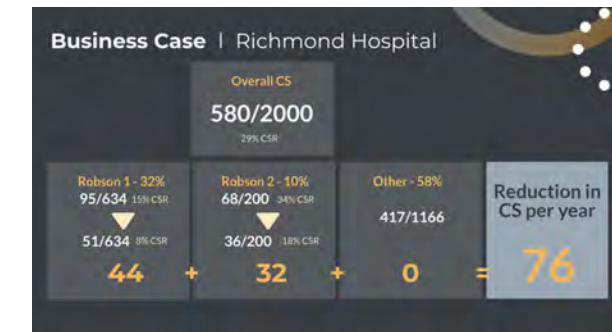 Business Case | Richmond Hospital
Overall CS
580/2000
29% CSR
Robson 1 - 32%
95/634 15% CSR
51/634 8% CSR
44
+
Robson 2 - 10%
68/200 34% CSR
36/200 18% CSR
32
+
Other - 58%
417/1166
0
=
Reduction in
CS per year
76